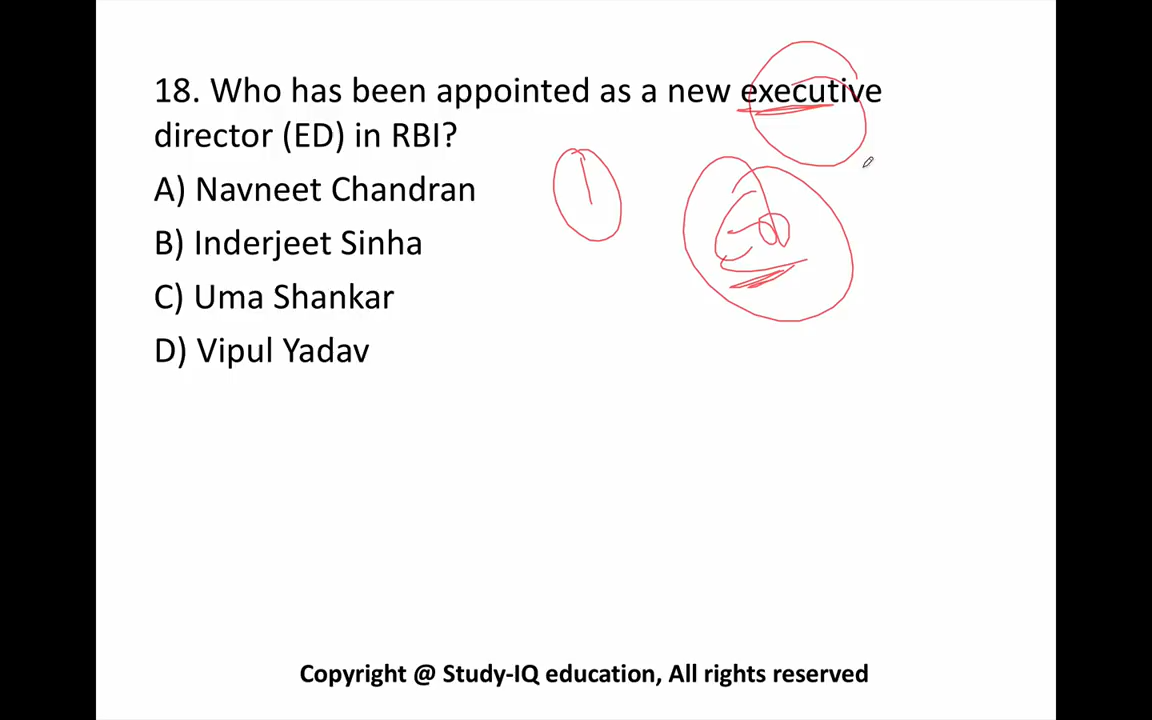 18. Who has been appointed as a new executive
director (ED) in RBI?
A) Navneet Chandran
B) Inderjeet Sinha
C) Uma Shankar
D) Vipul Yadav
Copyright @ Study-IQ education, All rights reserved